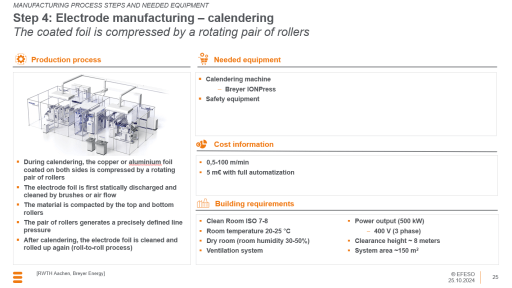 MANUFACTURING PROCESS STEPS AND NEEDED EQUIPMENT
Step 4: Electrode manufacturing – calendering
The coated foil is compressed by a rotating pair of rollers
Production process
During calendering, the copper or aluminium foil
coated on both sides is compressed by a rotating
pair of rollers
The electrode foil is first statically discharged and
cleaned by brushes or air flow
The material is compacted by the top and bottom
rollers
The pair of rollers generates a precisely defined line
pressure
After calendering, the electrode foil is cleaned and
rolled up again (roll-to-roll process)
Needed equipment
Calendering machine
– Breyer IONPress
Safety equipment
Cost information
0,5-100 m/min
5 m€ with full automatization
Building requirements
Clean Room ISO 7-8
Room temperature 20-25 °C
Dry room (room humidity 30-50%)
Ventilation system
Power output (500 kW)
– 400 V (3 phase)
Clearance height ~ 8 meters
System area ~150 m²
[RWTH Aachen, Breyer Energy]
© EFESO
25.10.2024
25